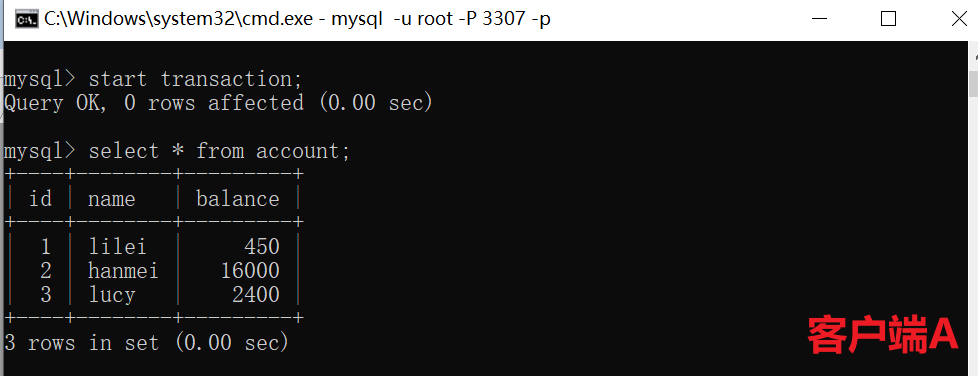 C:\Windows\system32\cmd.exe - mysql  -u root -P 3307 -p
mysql> start transaction;
Query OK, 0 rows affected (0.00 sec)
mysql> select * from account;
+----+--------+---------+
| id | name   | balance |
+----+--------+---------+
|  1 | lilei  |     450 |
|  2 | hanmei |   16000 |
|  3 | lucy   |    2400 |
+----+--------+---------+
3 rows in set (0.00 sec)
客户端A